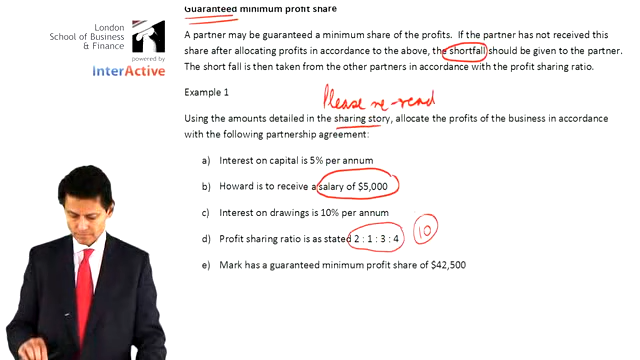 London
School of Business
& Finance
powered by
InterActive
Guaranteed minimum profit share
A partner may be guaranteed a minimum share of the profits. If the partner has not received this
share after allocating profits in accordance to the above, the shortfall should be given to the partner.
The short fall is then taken from the other partners in accordance with the profit sharing ratio.
Example 1
Please re-read
Using the amounts detailed in the sharing story, allocate the profits of the business in accordance
with the following partnership agreement:
a) Interest on capital is 5% per annum
b) Howard is to receive a salary of $5,000
c) Interest on drawings is 10% per annum
d) Profit sharing ratio is as stated 2 : 1 : 3 : 4 10
e) Mark has a guaranteed minimum profit share of $42,500